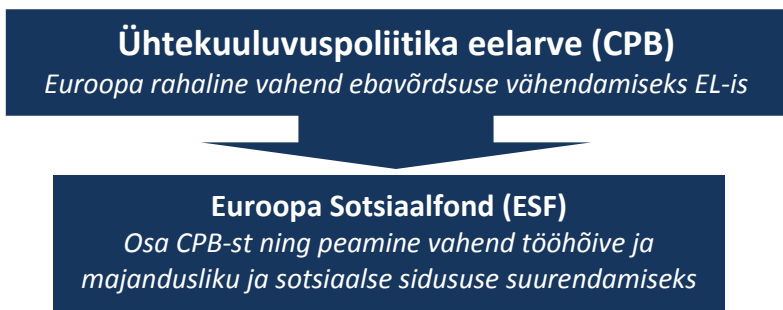 Ühtekuuluvuspoliitika eelarve (CPB)
Euroopa rahaline vahend ebavõrdsuse vähendamiseks EL-is
Euroopa Sotsiaalfond (ESF)
Osa CPB-st ning peamine vahend tööhõive ja
majandusliku ja sotsiaalse sidususe suurendamiseks